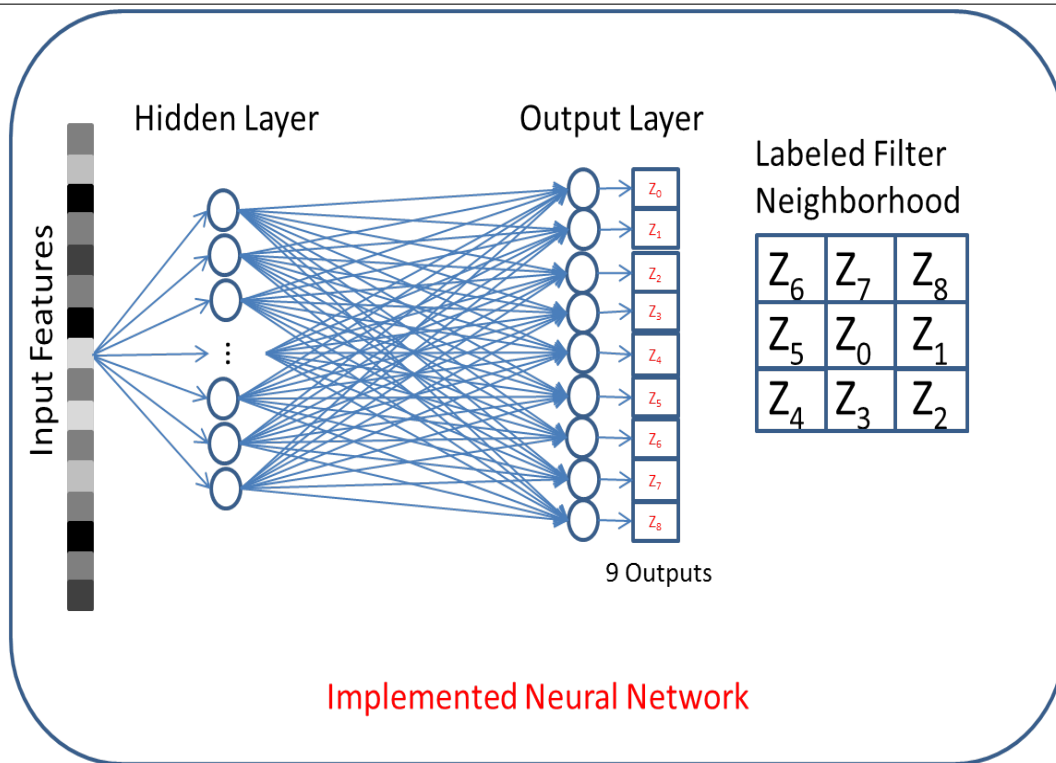 Hidden Layer
Output Layer
Labeled Filter
Neighborhood
Input Features
...
Z0
Z1
Z2
Z3
Z4
Z5
Z6
Z7
Z8
9 Outputs
Z6 Z7 Z8
Z5 Z0 Z1
Z4 Z3 Z2
Implemented Neural Network